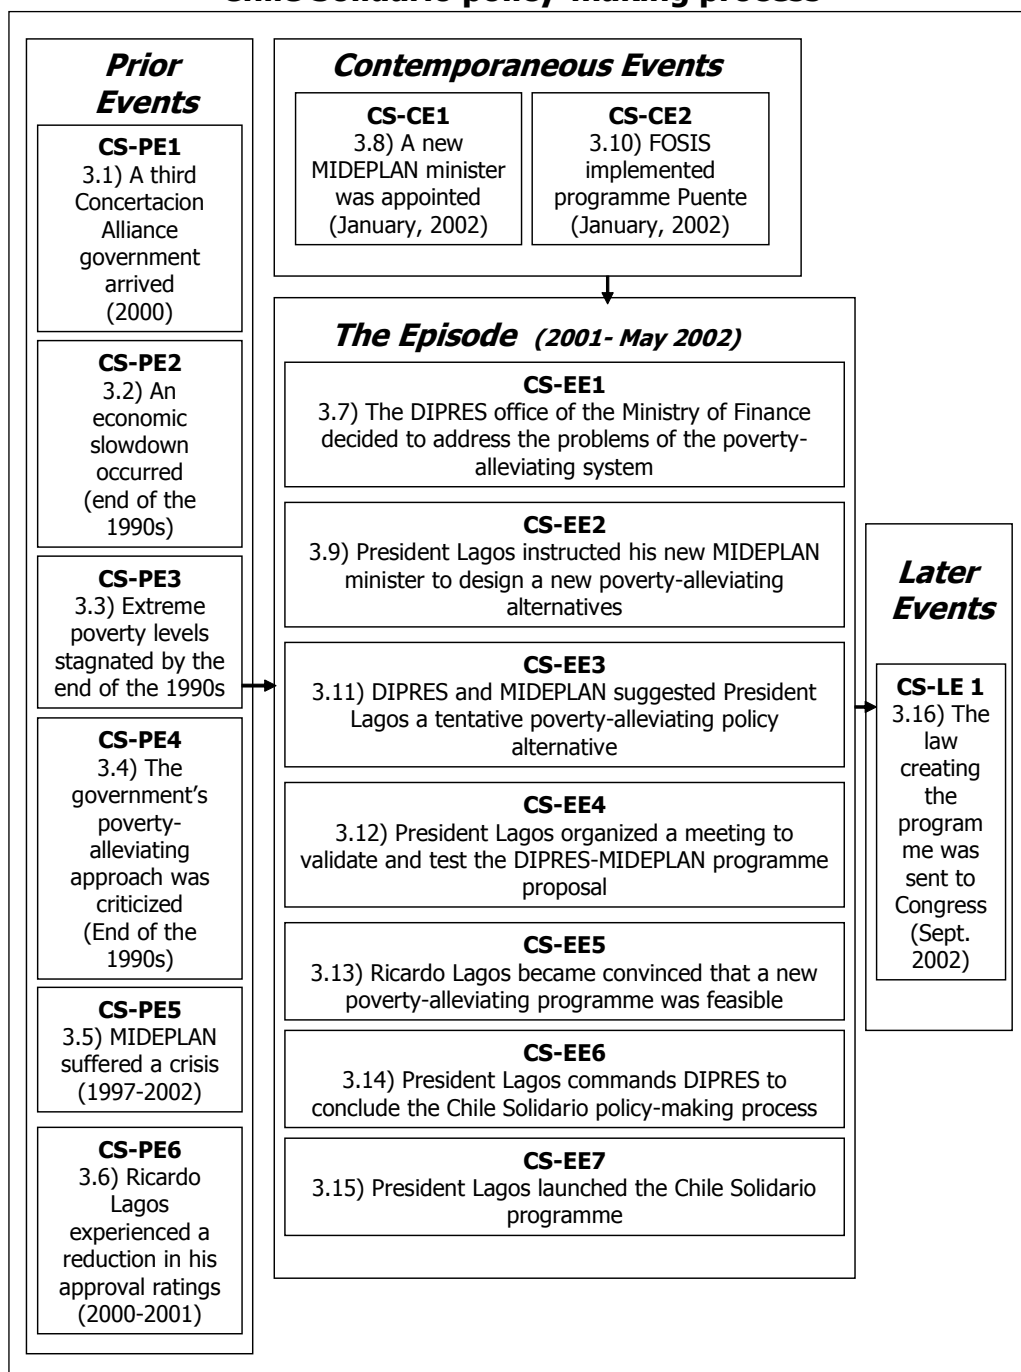 Chile Solidario policy-making process
Prior
Events
CS-PE1
3.1) A third
Concertacion
Alliance
government
arrived
(2000)
CS-PE2
3.2) An
economic
slowdown
occurred
(end of the
1990s)
CS-PE3
3.3) Extreme
poverty levels
stagnated by the
end of the 1990s
CS-PE4
3.4) The
government's
poverty-
alleviating
approach was
criticized
(End of the
1990s)
CS-PE5
3.5) MIDEPLAN
suffered a crisis
(1997-2002)
CS-PE6
3.6) Ricardo
Lagos
experienced a
reduction in his
approval ratings
(2000-2001)
Contemporaneous Events
CS-CE1
3.8) A new
MIDEPLAN minister
was appointed
(January, 2002)
CS-CE2
3.10) FOSIS
implemented
programme Puente
(January, 2002)
The Episode (2001- May 2002)
CS-EE1
3.7) The DIPRES office of the Ministry of Finance
decided to address the problems of the poverty-
alleviating system
CS-EE2
3.9) President Lagos instructed his new MIDEPLAN
minister to design a new poverty-alleviating
alternatives
CS-EE3
3.11) DIPRES and MIDEPLAN suggested President
Lagos a tentative poverty-alleviating policy
alternative
CS-EE4
3.12) President Lagos organized a meeting to
validate and test the DIPRES-MIDEPLAN programme
proposal
CS-EE5
3.13) Ricardo Lagos became convinced that a new
poverty-alleviating programme was feasible
CS-EE6
3.14) President Lagos commands DIPRES to
conclude the Chile Solidario policy-making process
CS-EE7
3.15) President Lagos launched the Chile Solidario
programme
Later
Events
CS-LE 1
3.16) The
law
creating
the
program
me was
sent to
Congress
(Sept.
2002)